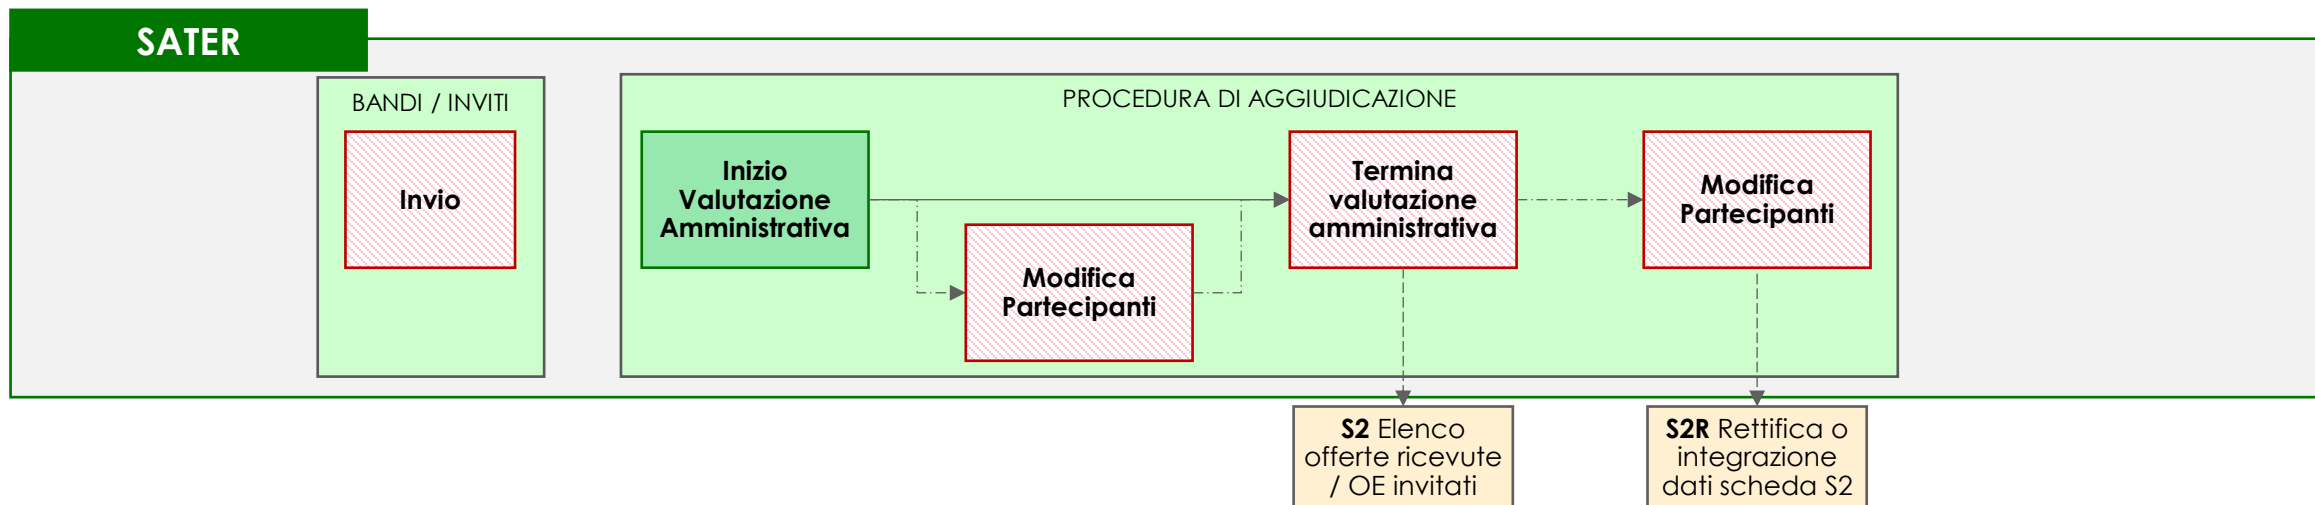 SATER
BANDI / INVITI
Invio
PROCEDURA DI AGGIUDICAZIONE
Inizio
Valutazione
Amministrativa
Modifica
Partecipanti
Termina
valutazione
amministrativa
Modifica
Partecipanti
S2 Elenco
offerte ricevute
/ OE invitati
S2R Rettifica o
integrazione
dati scheda S2